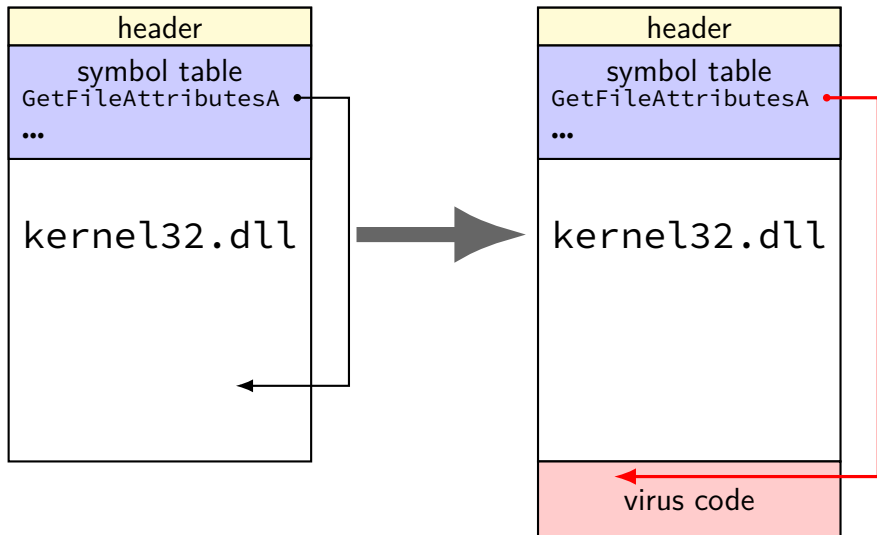 header
symbol table
GetFileAttributesA
...
kernel32.dll
header
symbol table
GetFileAttributesA
...
kernel32.dll
virus code